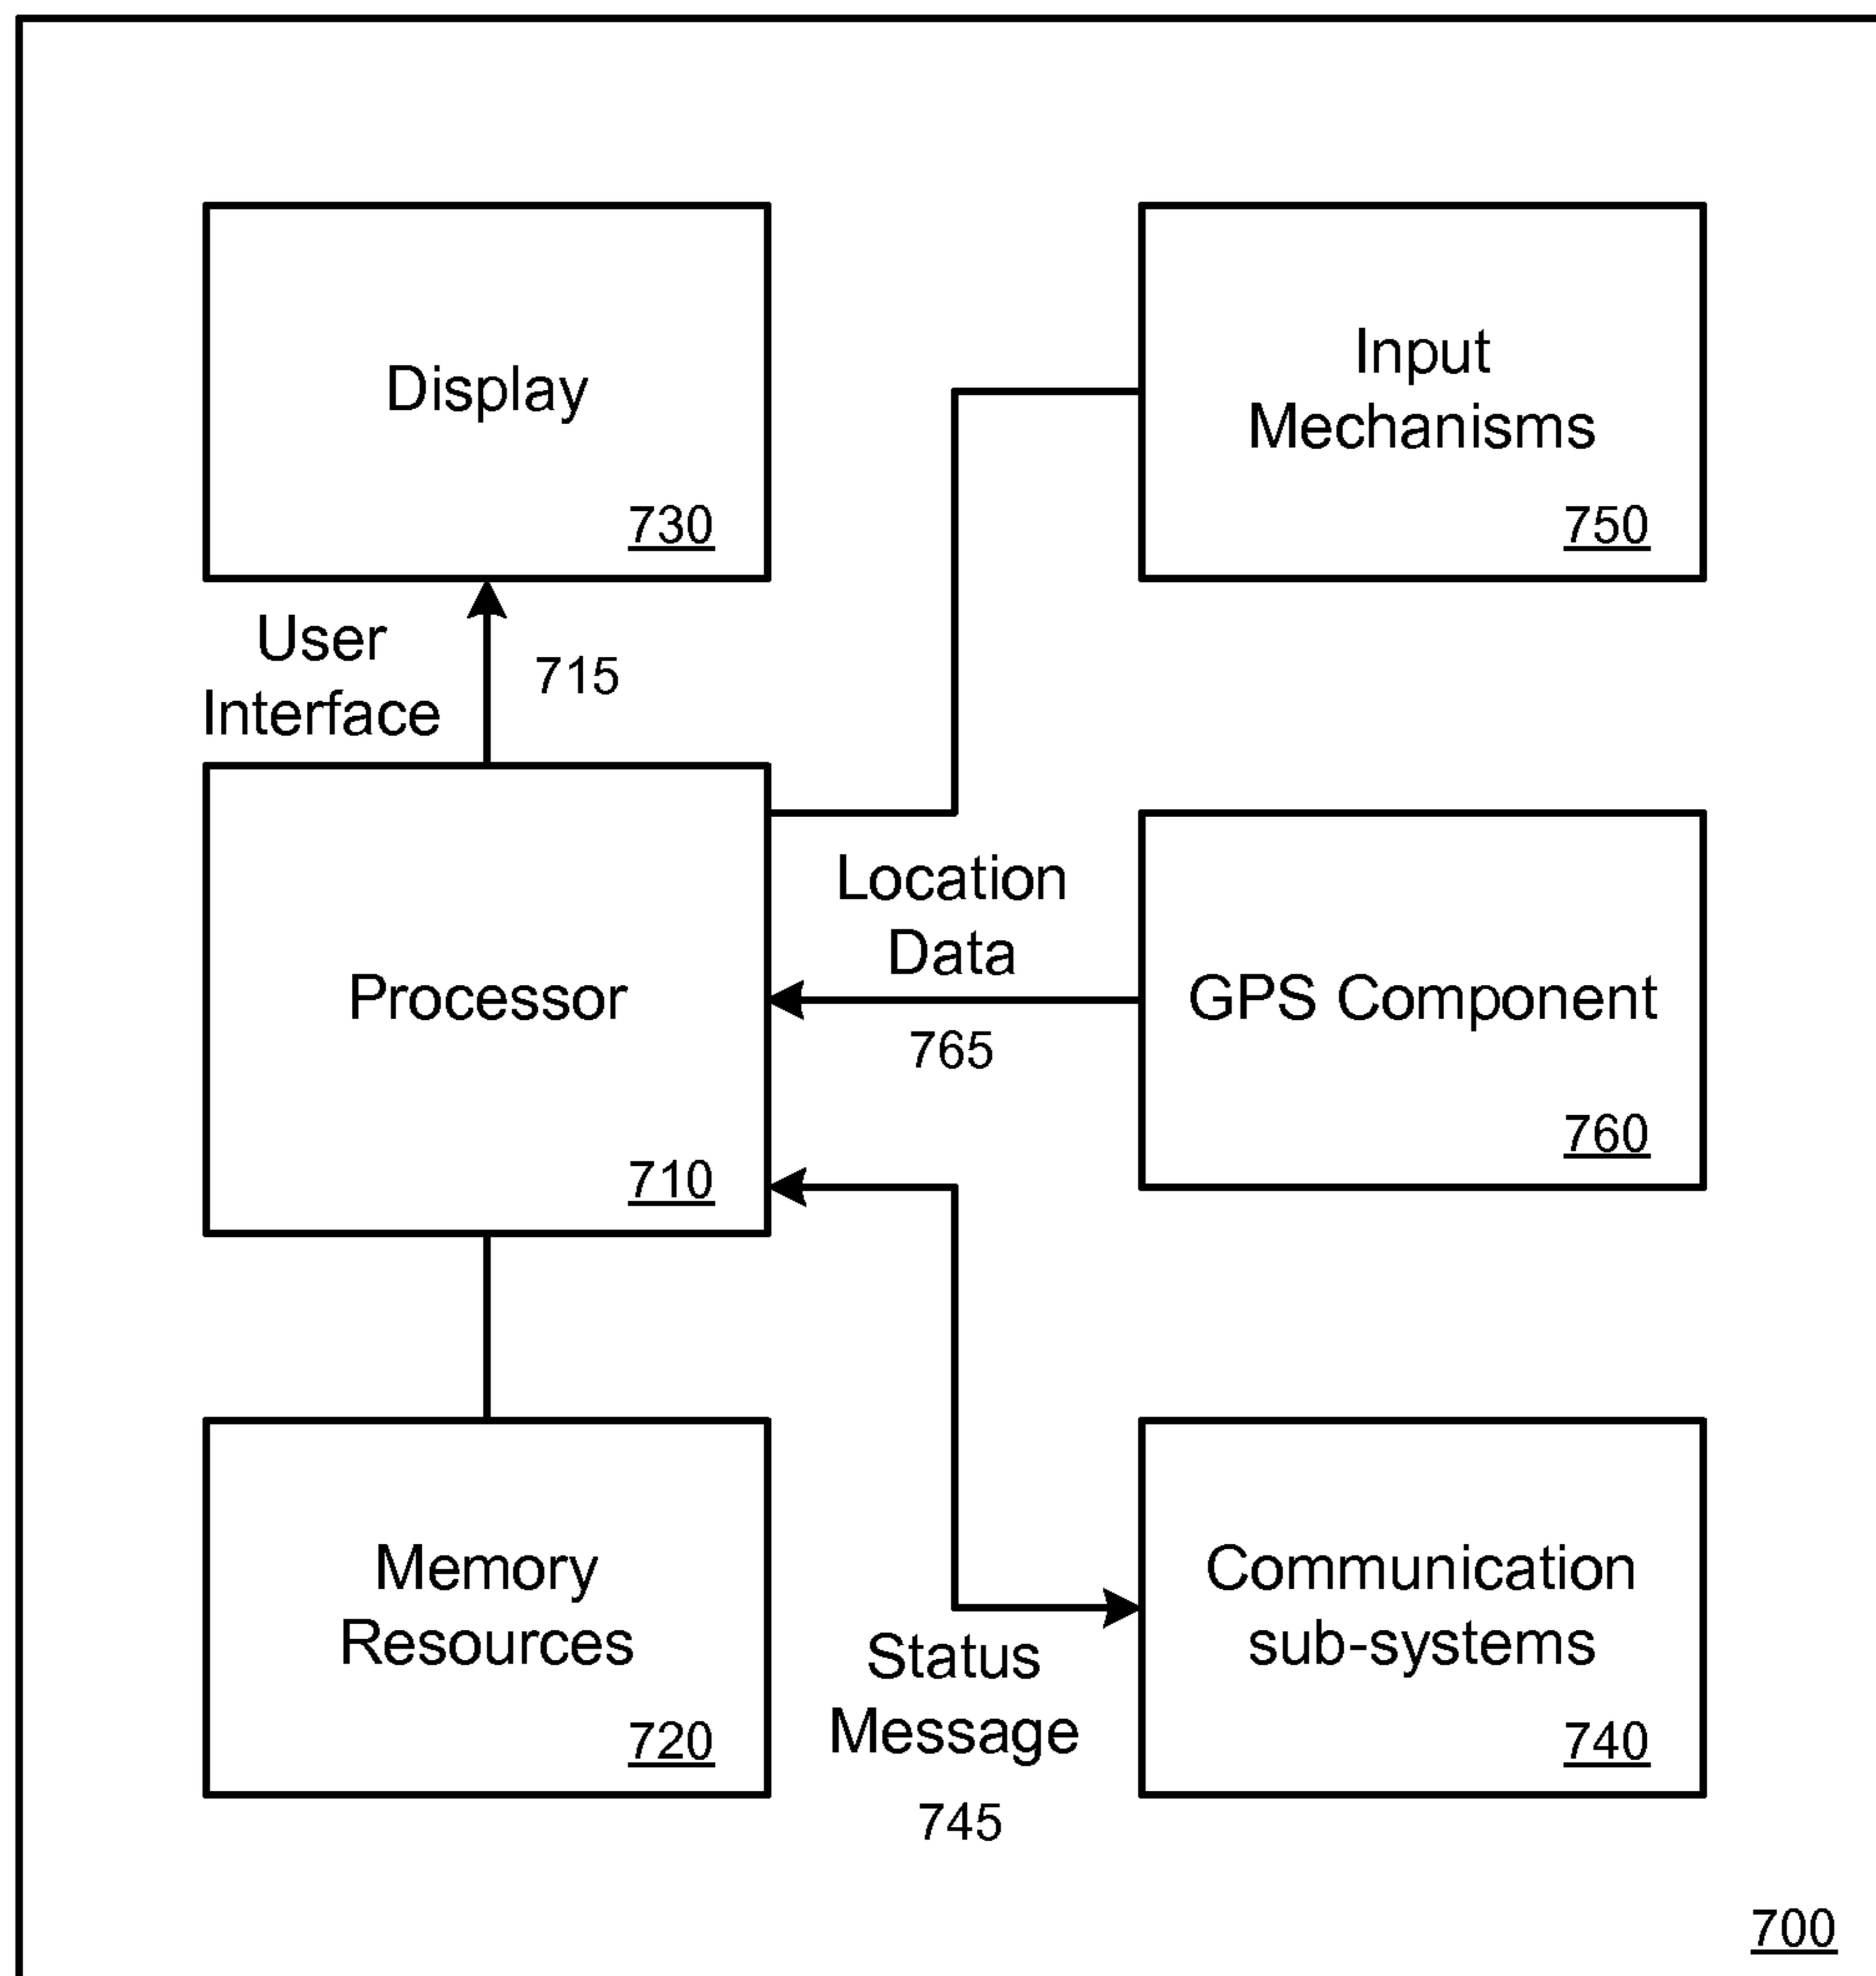 Display
730
Input
Mechanisms
750
User
Interface
715
Processor
710
Location
Data
765
GPS Component
760
Memory
Resources
720
Status
Message
745
Communication
sub-systems
740
700